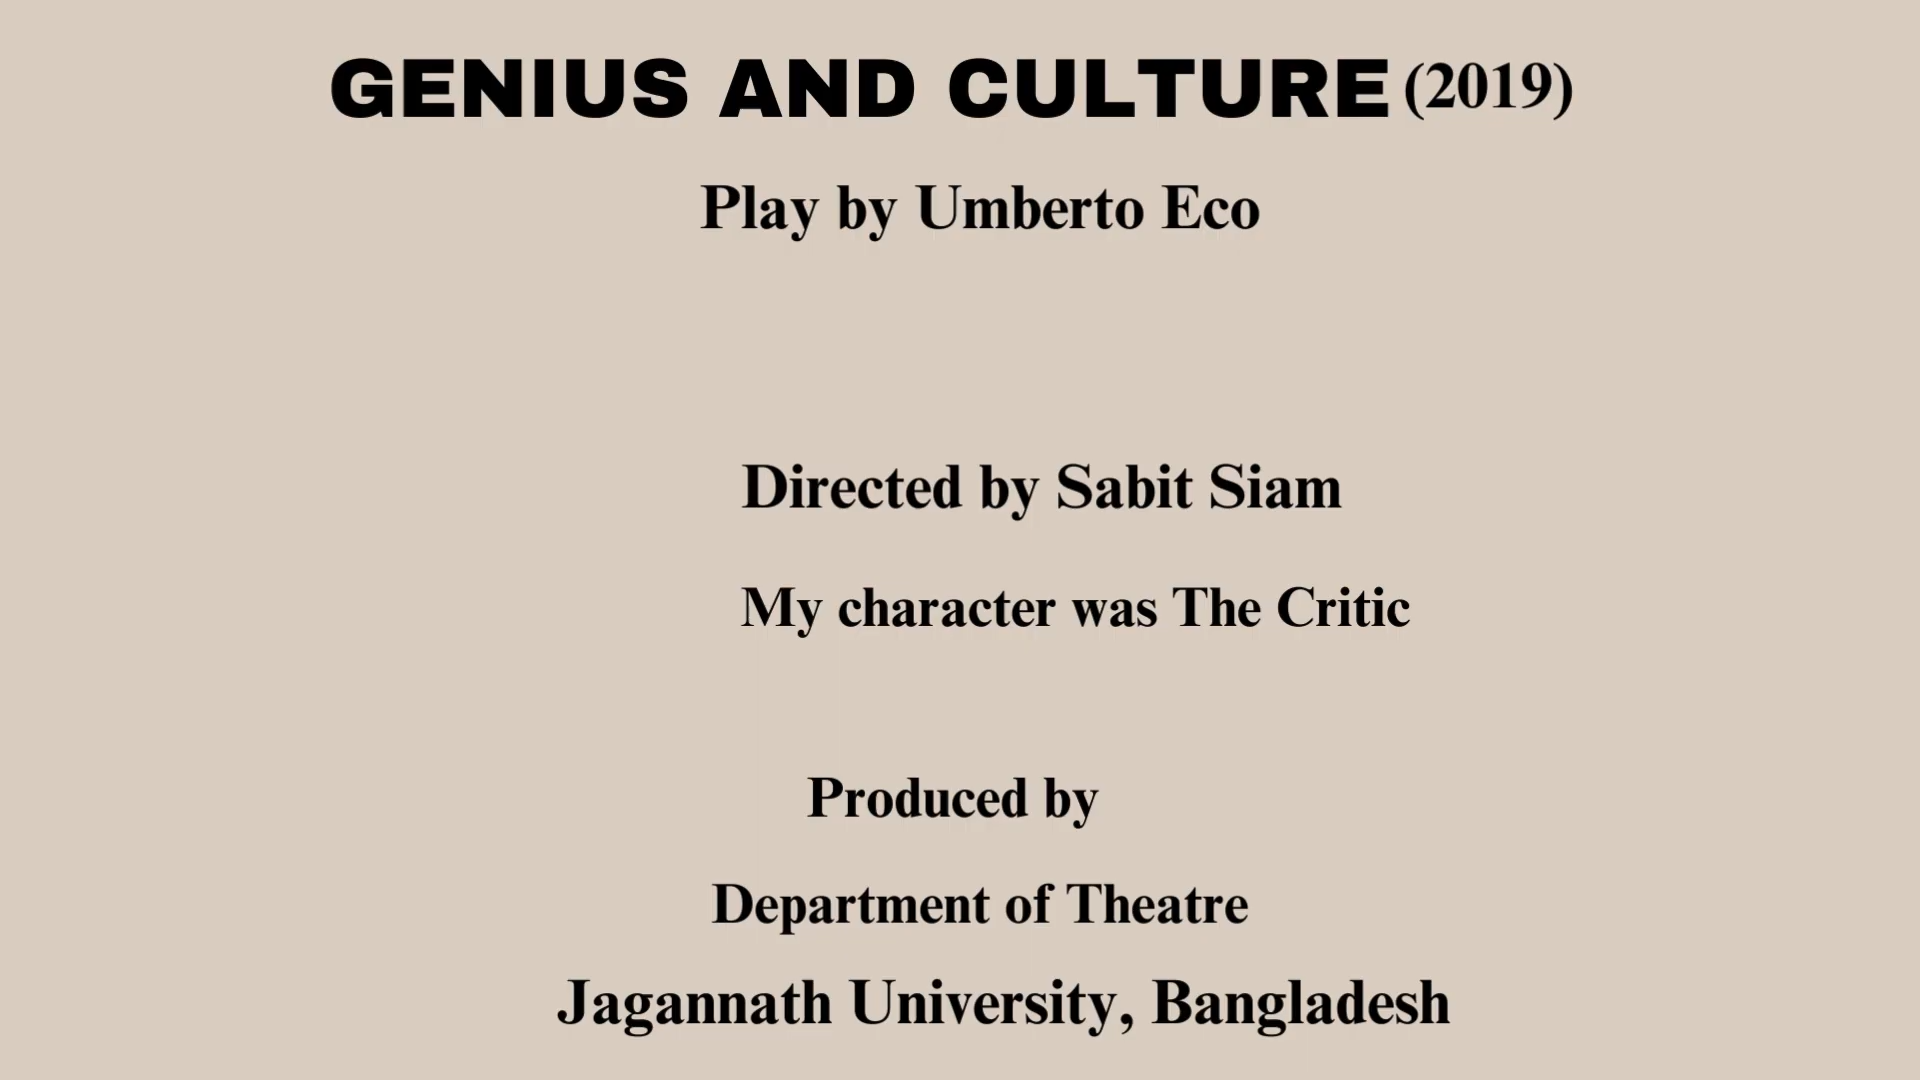 GENIUS AND CULTURE (2019)
Play by Umberto Eco
Directed by Sabit Siam
My character was The Critic
Produced by
Department of Theatre
Jagannath University, Bangladesh